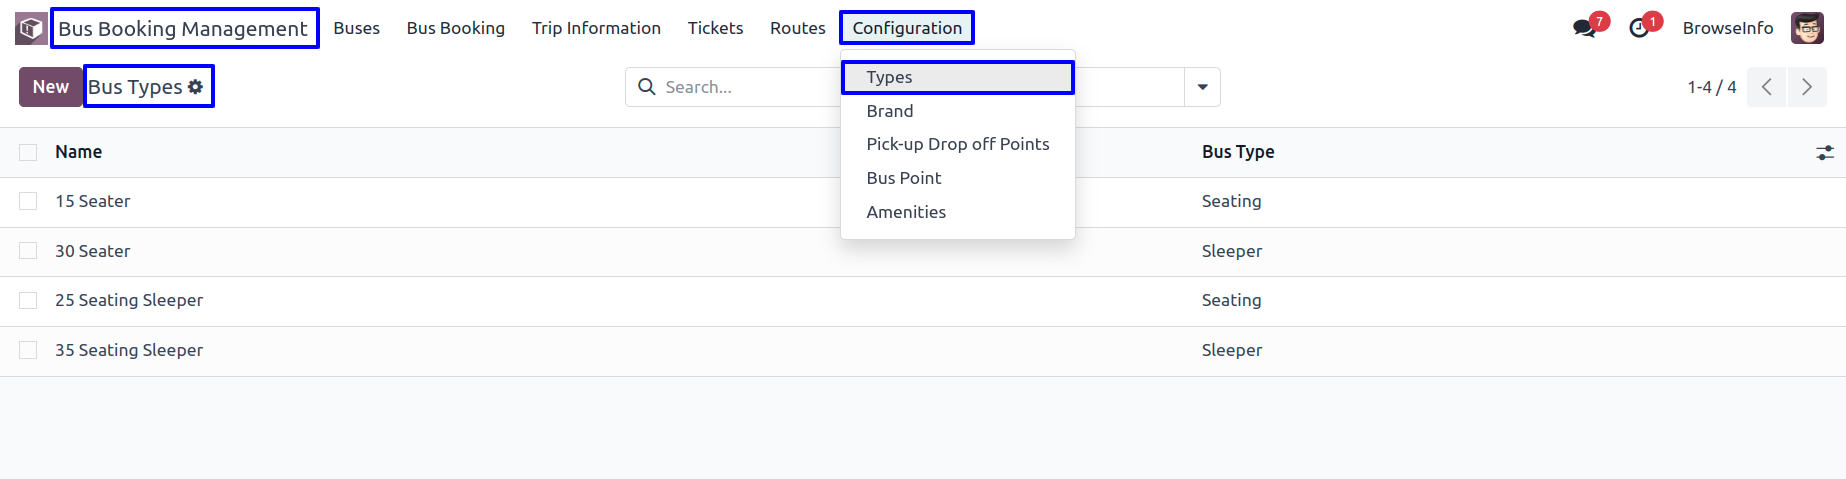 Bus Booking Management Buses Bus Booking Trip Information Tickets Routes Configuration 7 1 BrowseInfo
New Bus Types Search... 1-4 / 4
Types
Brand
Pick-up Drop off Points
Bus Point
Amenities
Name Bus Type
15 Seater Seating
30 Seater Sleeper
25 Seating Sleeper Seating
35 Seating Sleeper Sleeper